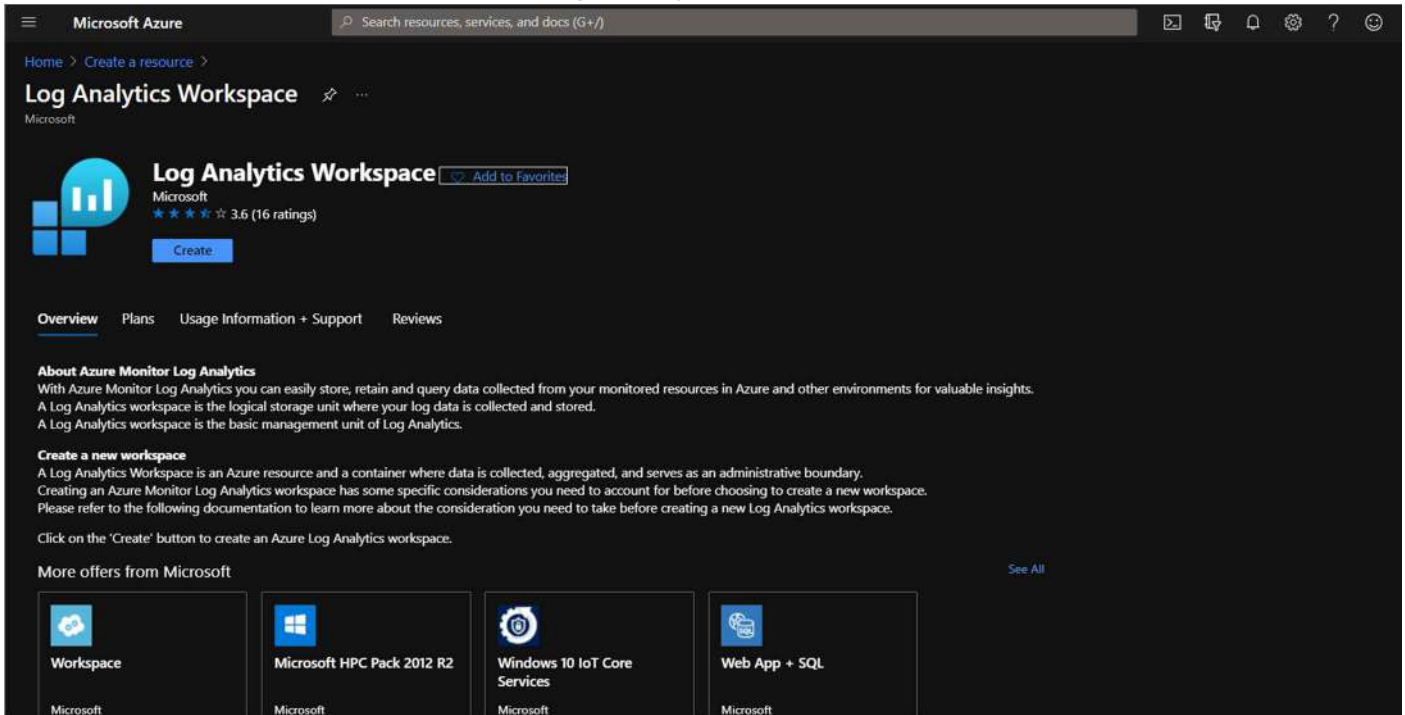 Microsoft Azure
Search resources, services, and docs (G+/)
Home > Create a resource >
Log Analytics Workspace
Microsoft
Log Analytics Workspace
Add to Favorites
Microsoft
3.6 (16 ratings)
Create
Overview Plans Usage Information + Support Reviews
About Azure Monitor Log Analytics
With Azure Monitor Log Analytics you can easily store, retain and query data collected from your monitored resources in Azure and other environments for valuable insights.
A Log Analytics workspace is the logical storage unit where your log data is collected and stored.
A Log Analytics workspace is the basic management unit of Log Analytics.
Create a new workspace
A Log Analytics Workspace is an Azure resource and a container where data is collected, aggregated, and serves as an administrative boundary.
Creating an Azure Monitor Log Analytics workspace has some specific considerations you need to account for before choosing to create a new workspace.
Please refer to the following documentation to learn more about the consideration you need to take before creating a new Log Analytics workspace.
Click on the 'Create' button to create an Azure Log Analytics workspace.
More offers from Microsoft
See All
Workspace
Microsoft
Microsoft HPC Pack 2012 R2
Microsoft
Windows 10 IoT Core
Services
Microsoft
SQL
Web App + SQL
Microsoft